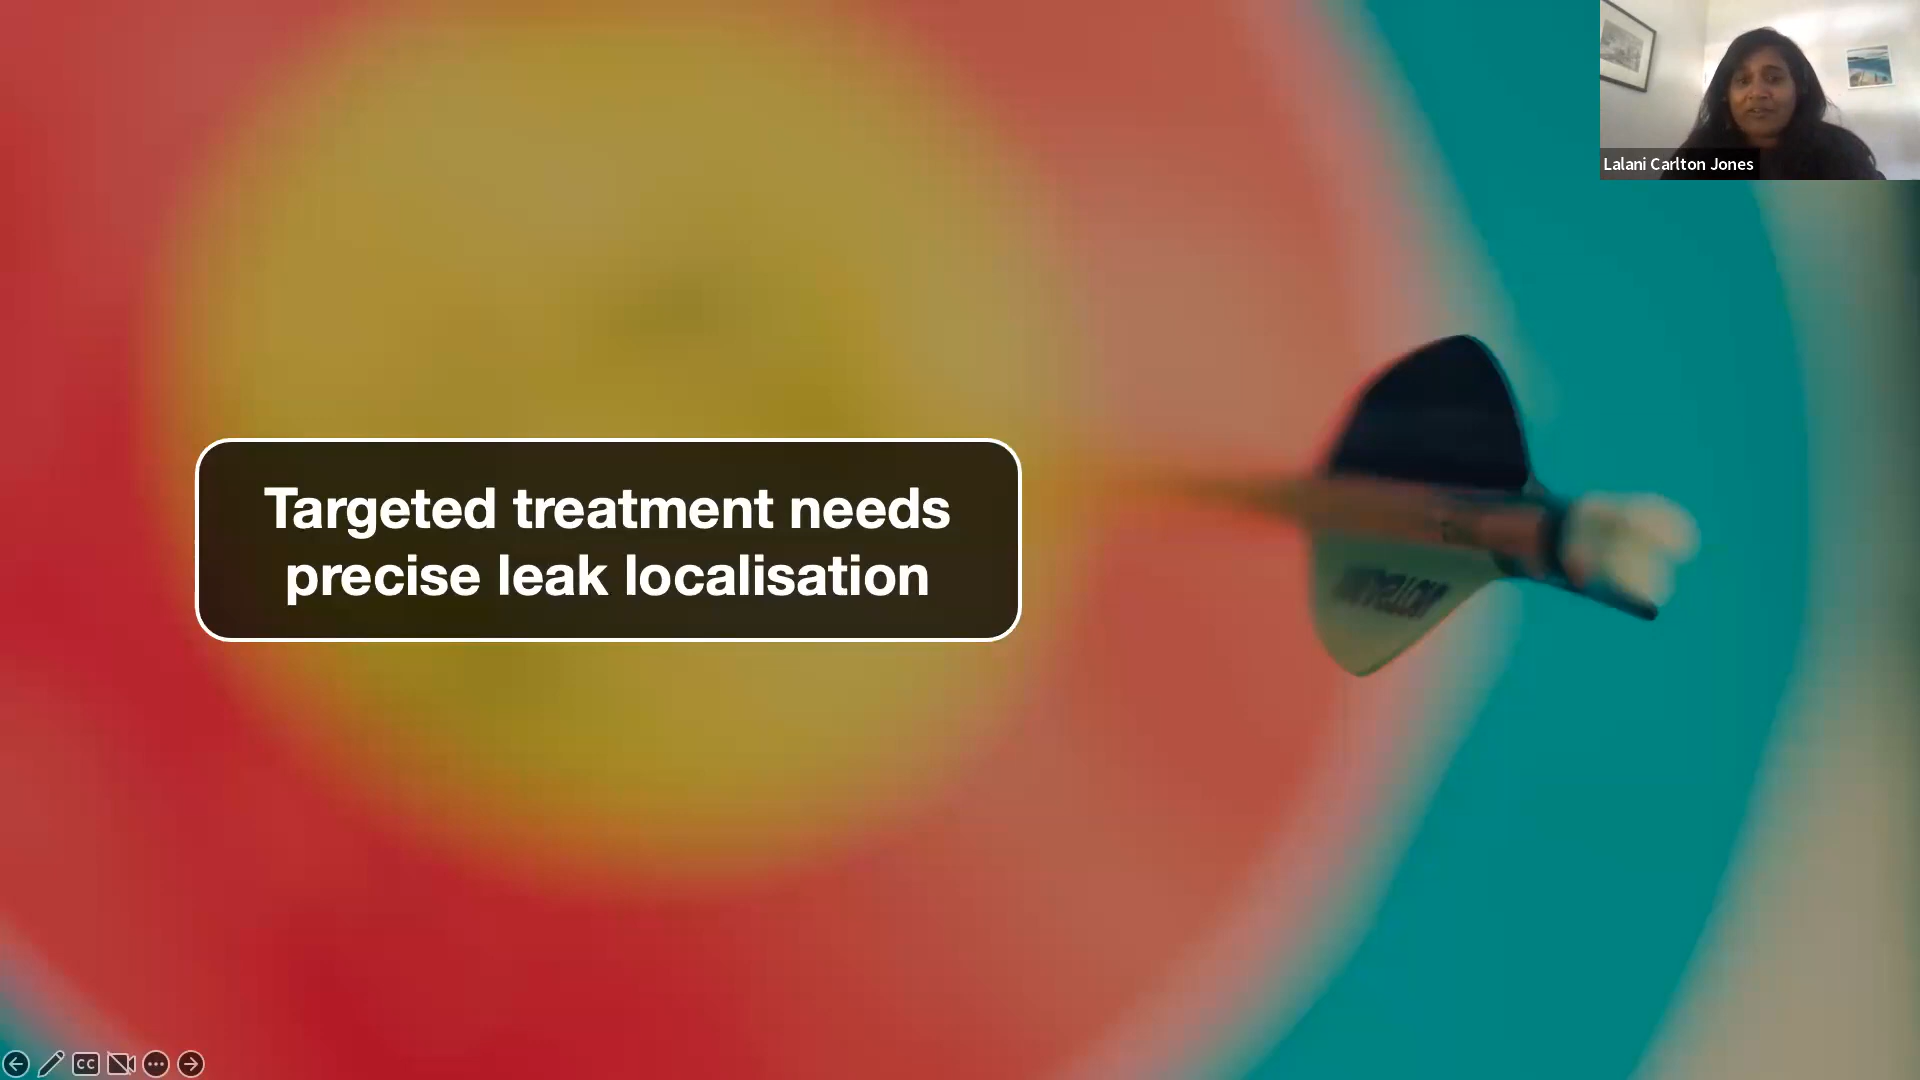 Lalani Carlton Jones
Targeted treatment needs
precise leak localisation
CC